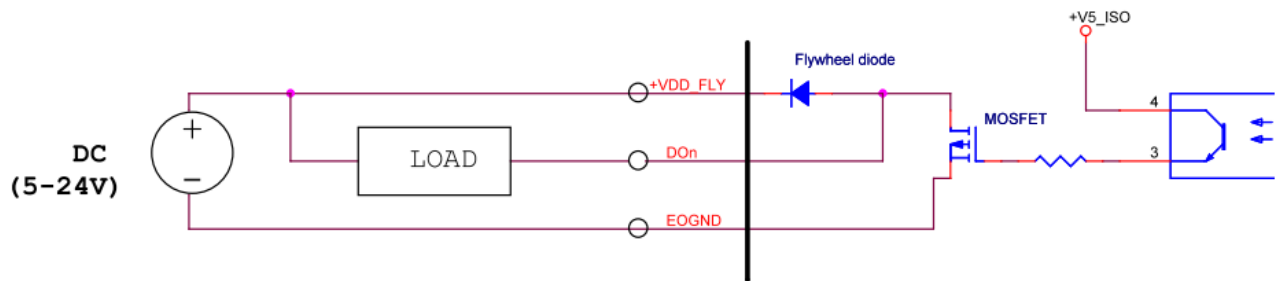 +V5_ISO
Flywheel diode
+VDD_FLY
4
MOSFET
+
DC
(5-24V)
LOAD
DOn
3
−
EOGND